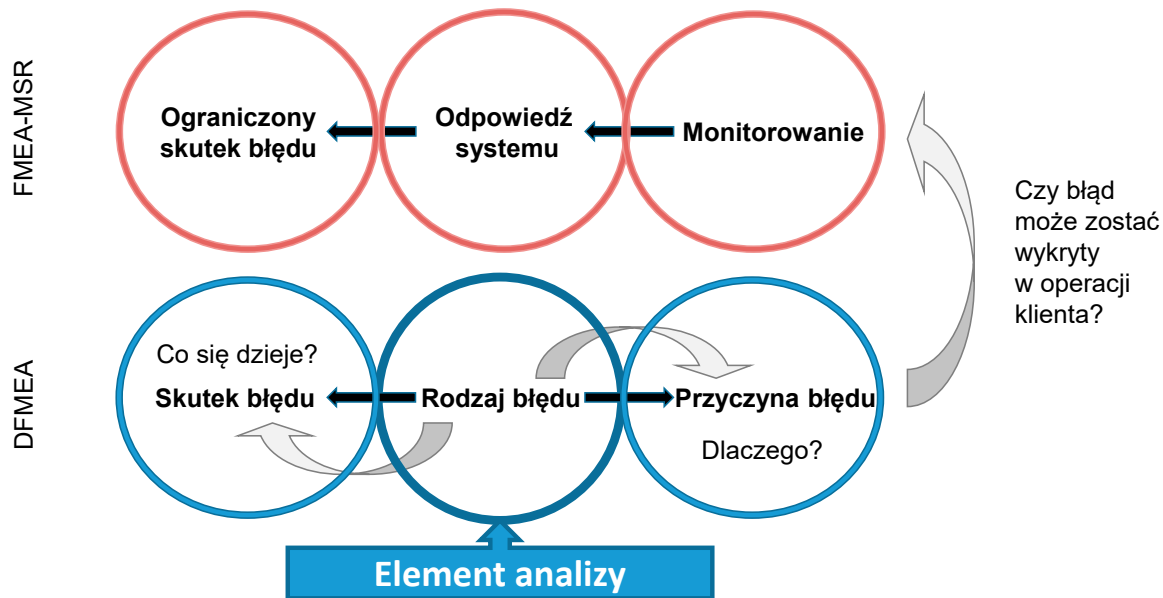 FMEA-MSR
Ograniczony
skutek błędu
Odpowiedź
systemu
Monitorowanie
Czy błąd
może zostać
wykryty
w operacji
klienta?
DFMEA
Co się dzieje?
Skutek błędu
Rodzaj błędu
Przyczyna błędu
Dlaczego?
Element analizy